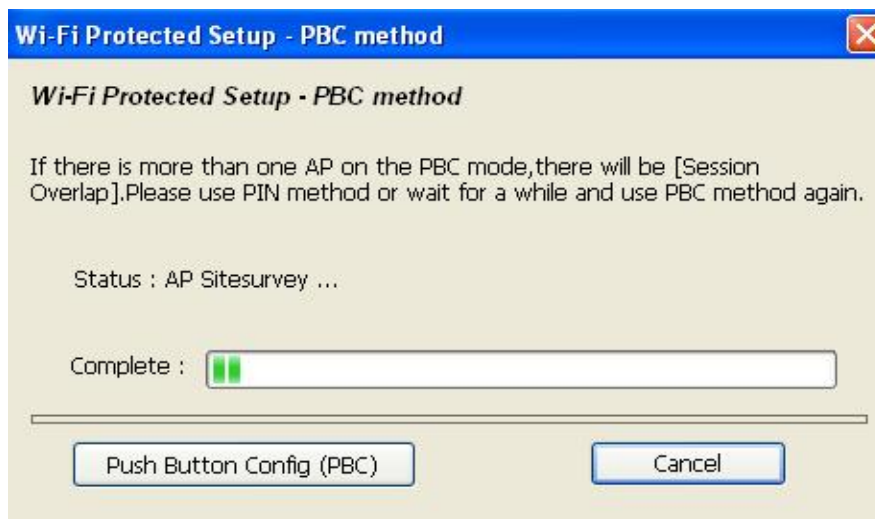 Wi-Fi Protected Setup - PBC method
Wi-Fi Protected Setup - PBC method
If there is more than one AP on the PBC mode,there will be [Session
Overlap].Please use PIN method or wait for a while and use PBC method again.
Status : AP Sitesurvey ...
Complete :
Push Button Config (PBC)
Cancel